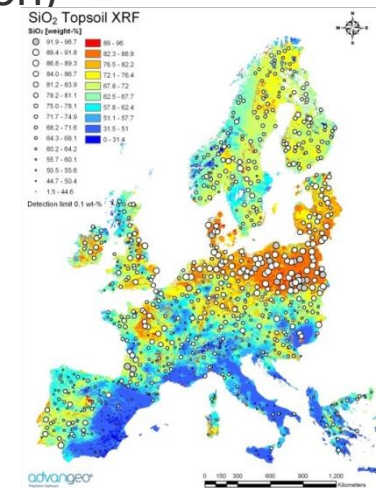 SiO₂ Topsoil XRF
SiO₂ [weight-%]
91.9 - 96.7
89.4 - 91.8
86.8 - 89.3
84.0 - 86.7
81.2 - 83.9
78.2 - 81.1
75.0 - 78.1
71.7 - 74.9
68.2 - 71.6
64.3 - 68.1
60.2 - 64.2
55.7 - 60.1
50.5 - 55.6
44.7 - 50.4
1.5 - 44.6
89 - 96
82.3 - 88.9
76.5 - 82.2
72.1 - 76.4
67.8 - 72
62.5 - 67.7
57.8 - 62.4
51.1 - 57.7
31.5 - 51
0 - 31.4
Detection limit 0.1 wt-%
advangeo
0 150 300 600 900 1.200
Kilometers